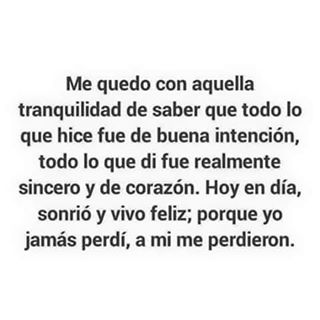 Me quedo con aquella
tranquilidad de saber que todo lo
que hice fue de buena intención,
todo lo que di fue realmente
sincero y de corazón. Hoy en día,
sonrió y vivo feliz; porque yo
jamás perdí, a mi me perdieron.